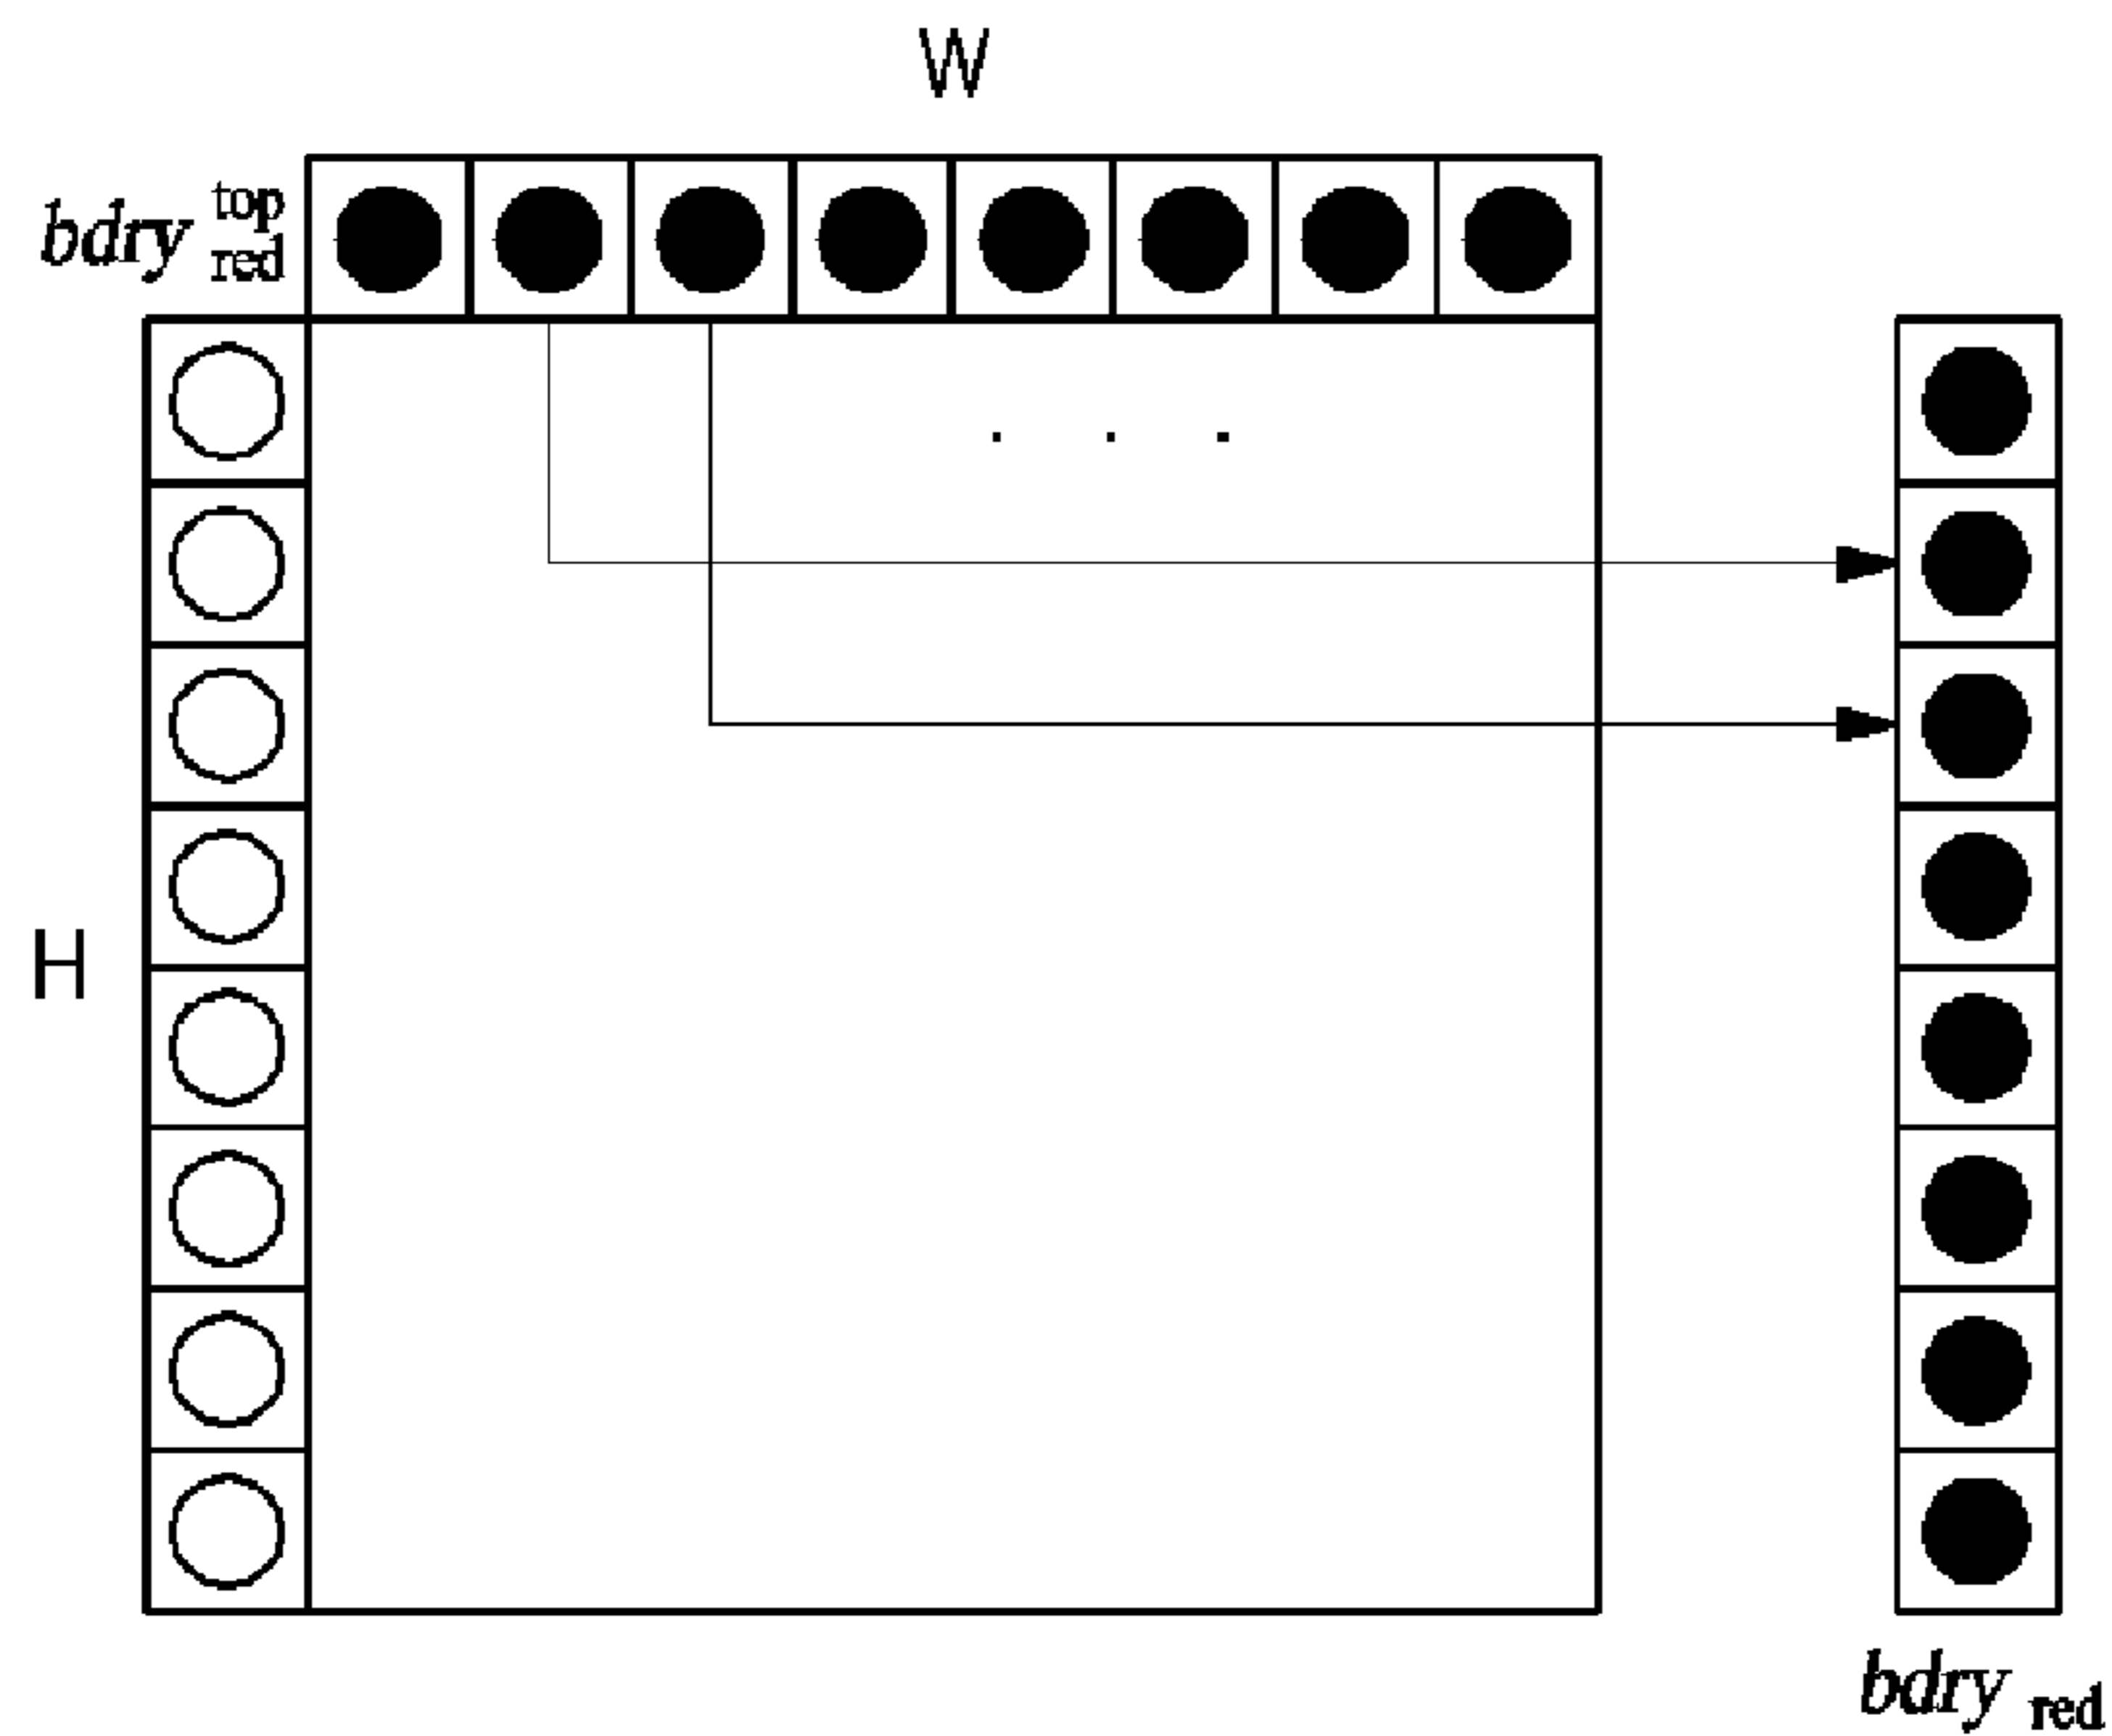 W
bdry top red
. . .
H
bdry red